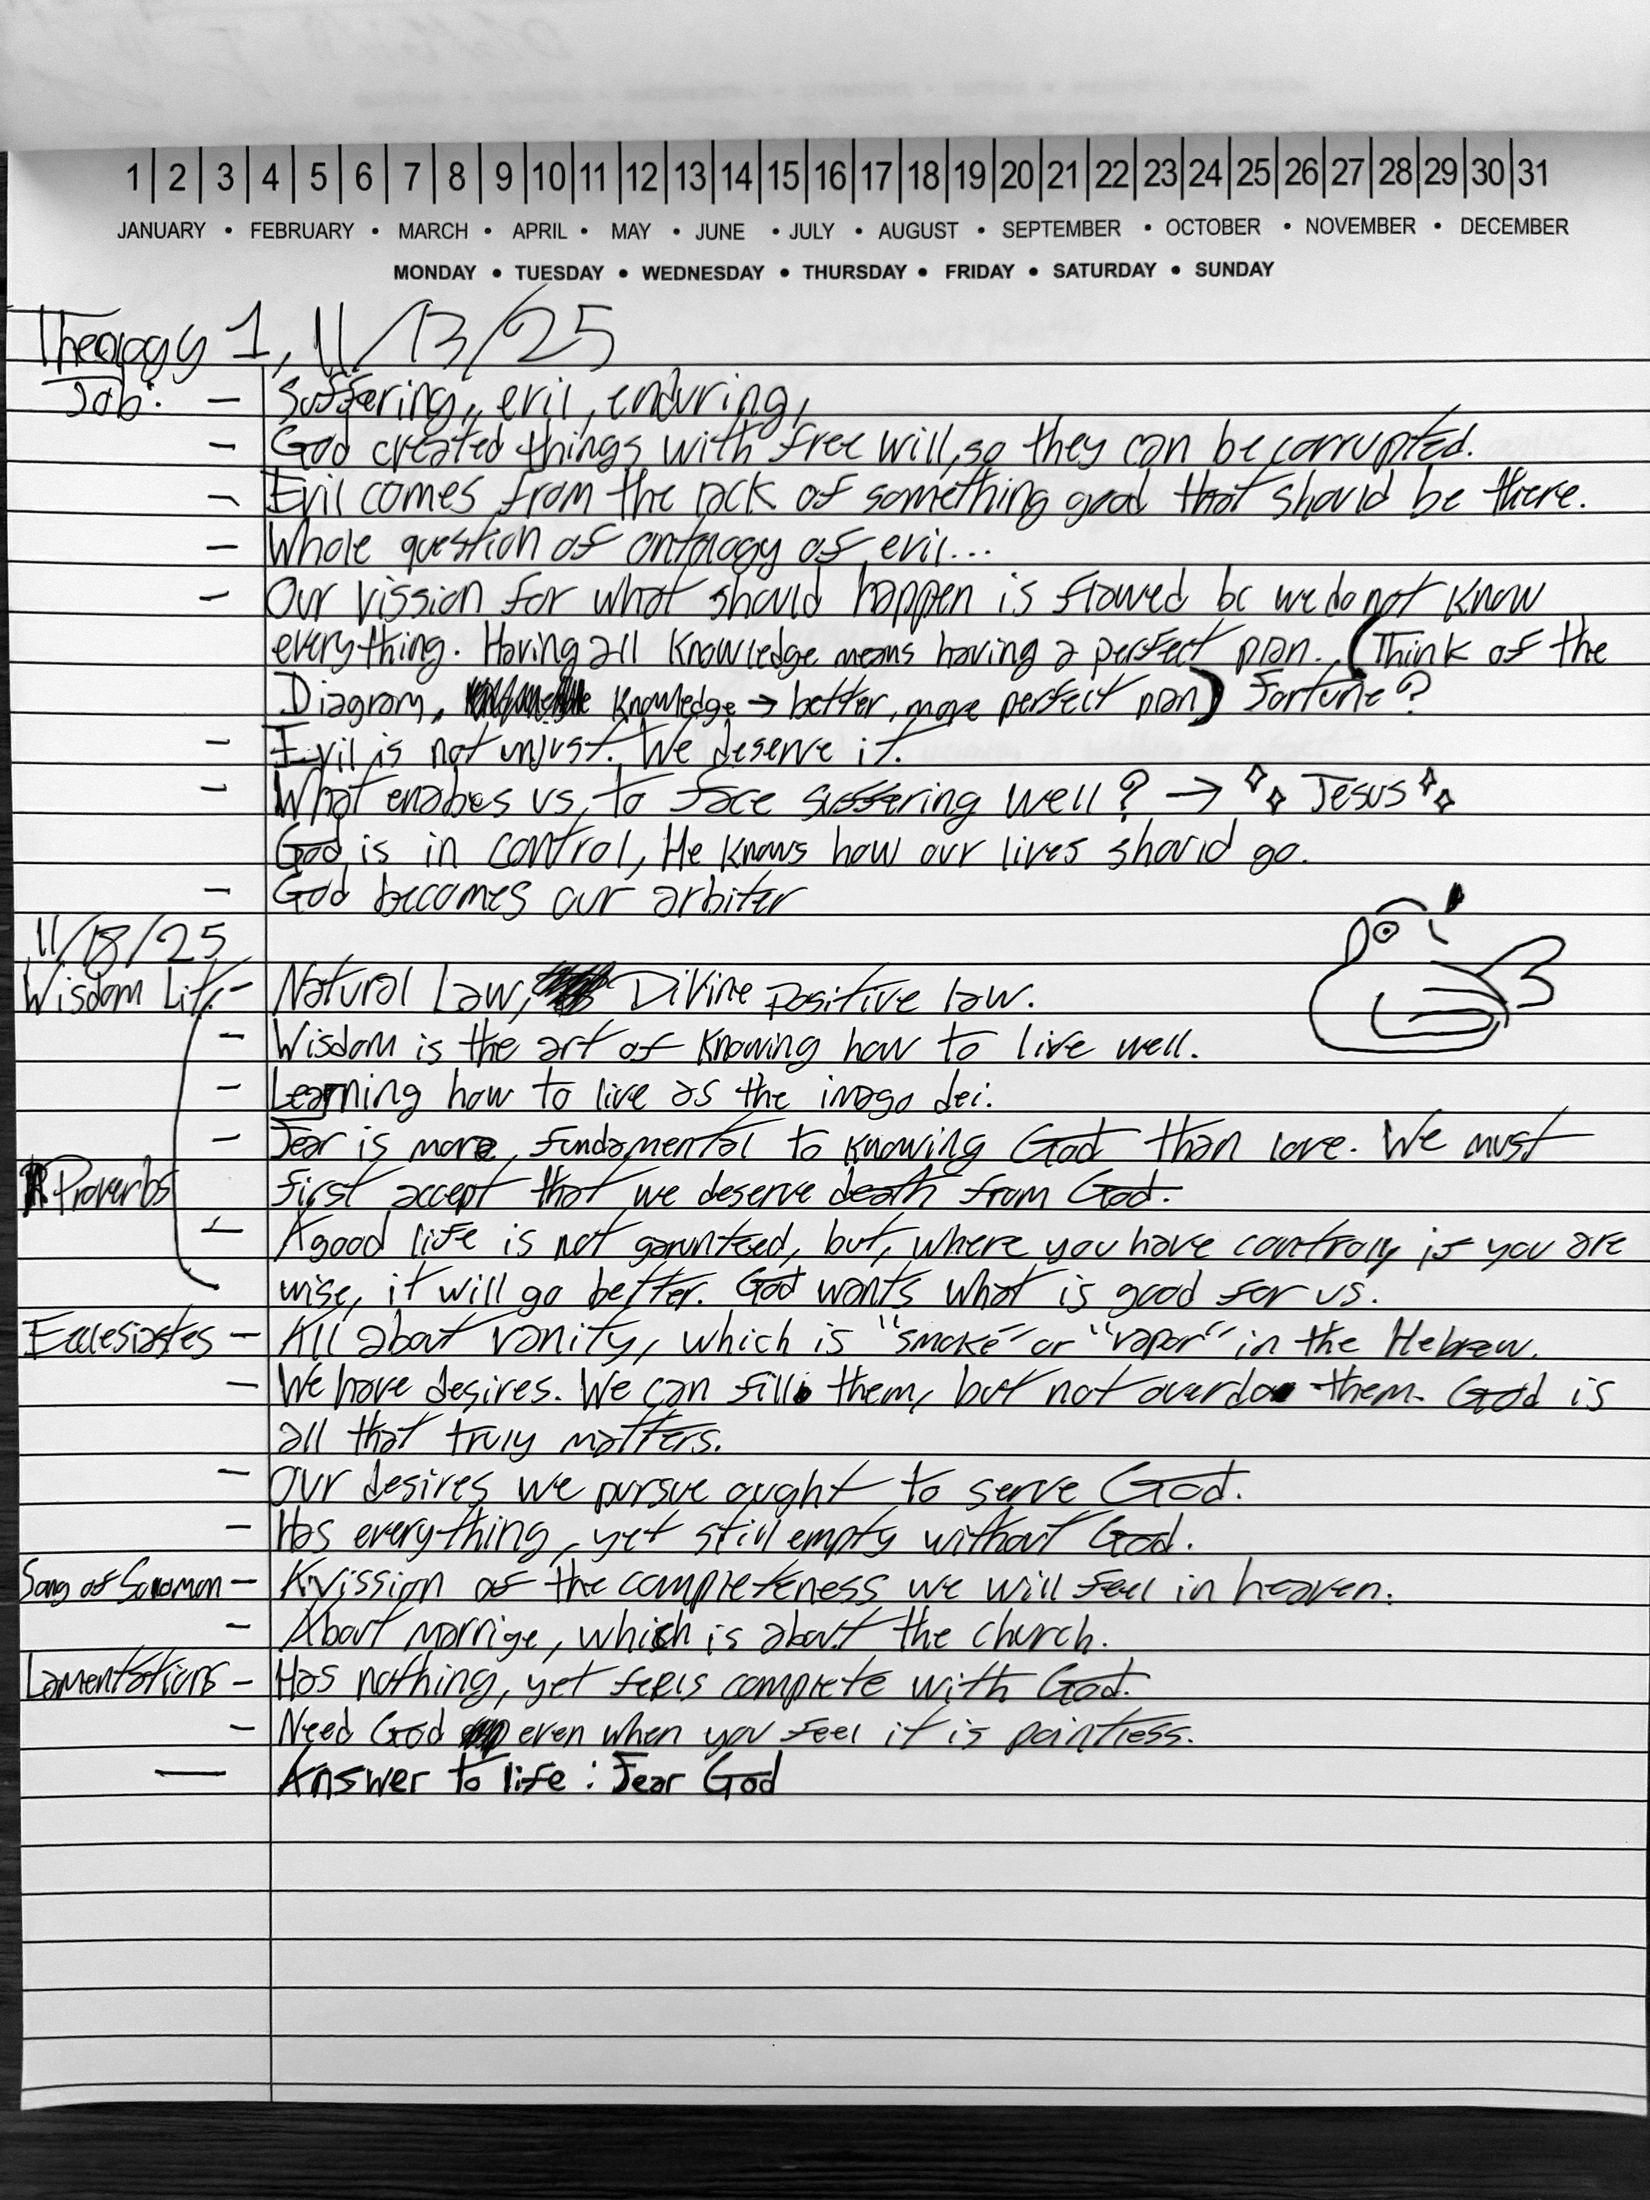 1 | 2 | 3 | 4 | 5 | 6 | 7 | 8 | 9 | 10 | 11 | 12 | 13 | 14 | 15 | 16 | 17 | 18 | 19 | 20 | 21 | 22 | 23 | 24 | 25 | 26 | 27 | 28 | 29 | 30 | 31
JANUARY • FEBRUARY • MARCH • APRIL • MAY • JUNE • JULY • AUGUST • SEPTEMBER • OCTOBER • NOVEMBER • DECEMBER
MONDAY • TUESDAY • WEDNESDAY • THURSDAY • FRIDAY • SATURDAY • SUNDAY
Theology 1, 11/13/25
Job: - Suffering,, evil, enduring,
- God created things with free will, so they can be corrupted.
- Evil comes from the lack of something good that should be there.
- Whole question of ontology of evil...
- Our vission for what should happen is flawed bc we do not know
everything. Having all knowledge means having a perfect plan. (Think of the
Diagram, knowledge → better, more perfect plan) Fortune?
- Evil is not unjust. We deserve it.
- What enables us to face suffering well? → Jesus
God is in control, He knows how our lives should go.
- God becomes our arbiter
11/18/25
Wisdom Lit. - Natural Law, Divine Positive law.
- Wisdom is the art of knowing how to live well.
- Learning how to live as the imago dei.
- Fear is more fundamental to knowing God than love. We must
Proverbs first accept that we deserve death from God.
- A good life is not garunteed, but, where you have control, if you are
wise, it will go better. God wants what is good for us.
Ecclesiastes - All about vanity, which is "smoke" or "vapor" in the Hebrew.
- We have desires. We can fill them, but not overdo them. God is
all that truly matters.
- Our desires we pursue ought to serve God.
- Has everything, yet still empty without God.
Song of Solomon - A vission of the completeness we will feel in heaven.
- About marrige, which is about the church.
Lamentations - Has nothing, yet feels complete with God.
- Need God even when you feel it is pointless.
- Answer to life: Fear God